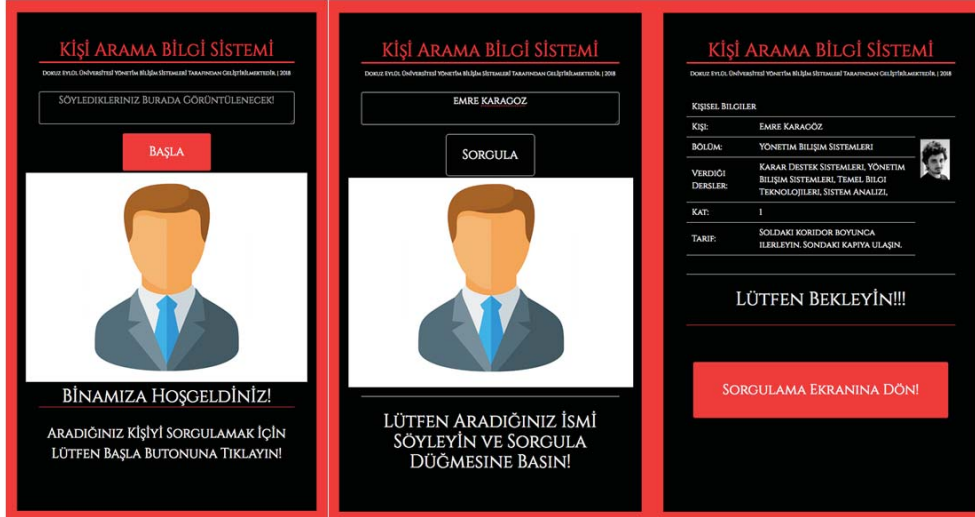 Kişi Arama Bilgi Sistemi
Dokuz Eylül Üniversitesi Yönetim Bilişim Sistemleri Tarafından Geliştirilmektedir. | 2018
Söyledikleriniz Burada Görüntülenecek!
Başla
Binamıza Hoşgeldiniz!
Aradığınız Kişiyi Sorgulamak İçin
Lütfen Başla Butonuna Tıklayın!
Kişi Arama Bilgi Sistemi
Dokuz Eylül Üniversitesi Yönetim Bilişim Sistemleri Tarafından Geliştirilmektedir. | 2018
EMRE KARAGOZ
Sorgula
Lütfen Aradığınız İsmi
Söyleyin ve Sorgula
Düğmesine Basın!
Kişi Arama Bilgi Sistemi
Dokuz Eylül Üniversitesi Yönetim Bilişim Sistemleri Tarafından Geliştirilmektedir. | 2018
Kişisel Bilgiler
Kişi: Emre Karagöz
Bölüm: Yönetim Bilişim Sistemleri
Verdiği Dersler: Karar Destek Sistemleri, Yönetim
Bilişim Sistemleri, Temel Bilgi
Teknolojileri, Sistem Analizi,
Kat: 1
Tarif: Soldaki koridor boyunca
ilerleyin. Sondaki kapıya ulaşın.
Lütfen Bekleyin!!!
Sorgulama Ekranına Dön!